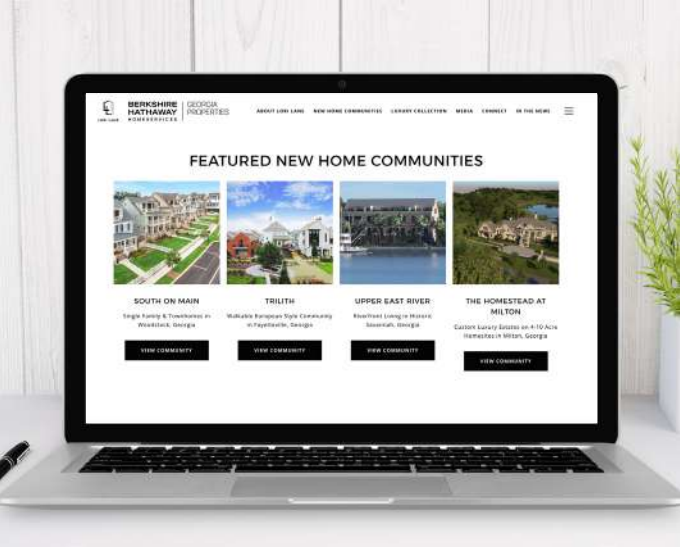 LORI LANE
BERKSHIRE
HATHAWAY
HOMESERVICES
GEORGIA
PROPERTIES
ABOUT LORI LANE NEW HOME COMMUNITIES LUXURY COLLECTION MEDIA CONNECT IN THE NEWS
FEATURED NEW HOME COMMUNITIES
SOUTH ON MAIN
Single Family & Townhomes in
Woodstock, Georgia
VIEW COMMUNITY
TRILITH
Walkable European Style Community
in Fayetteville, Georgia
VIEW COMMUNITY
UPPER EAST RIVER
Riverfront Living in Historic
Savannah, Georgia
VIEW COMMUNITY
THE HOMESTEAD AT
MILTON
Custom Luxury Estates on 4-10 Acre
Homesites in Milton, Georgia
VIEW COMMUNITY